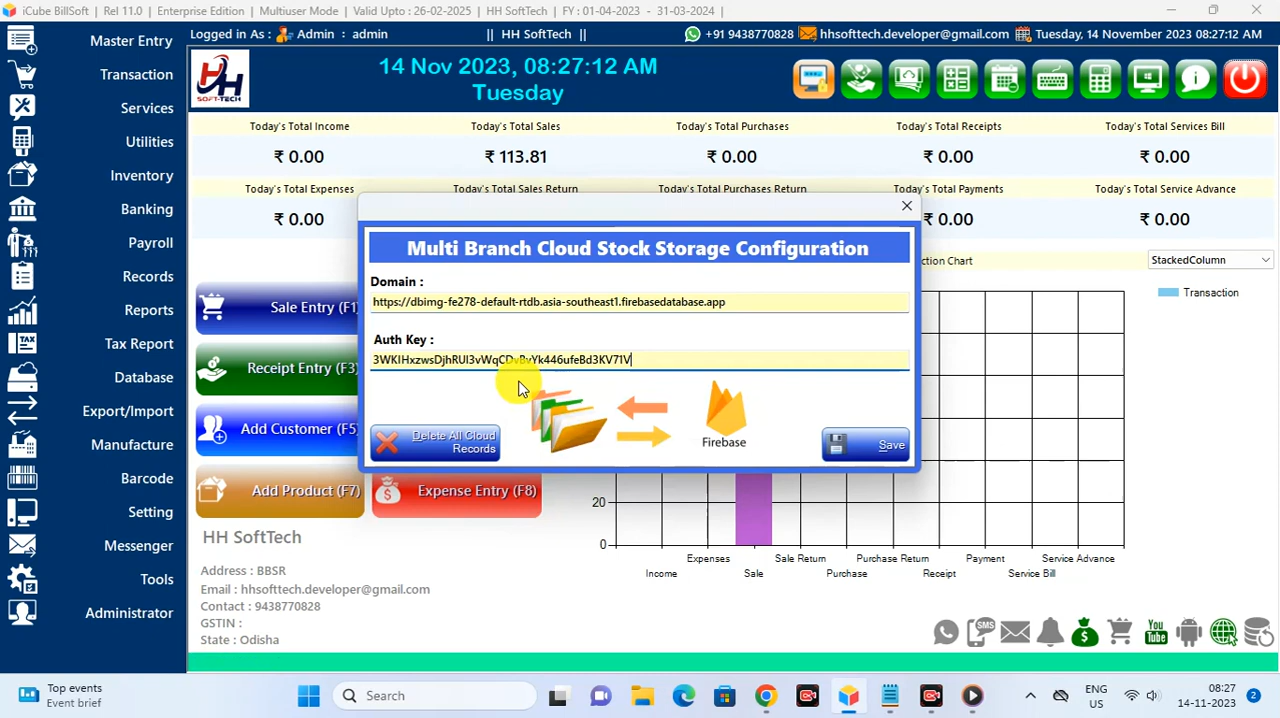 iCube BillSoft | Rel 11.0 | Enterprise Edition | Multiuser Mode | Valid Upto : 26-02-2025 | HH SoftTech | FY : 01-04-2023 - 31-03-2024 |
Logged in As : Admin : admin || HH SoftTech || +91 9438770828 hhsofttech.developer@gmail.com Tuesday, 14 November 2023 08:27:12 AM
Master Entry
Transaction
Services
Utilities
Inventory
Banking
Payroll
Records
Reports
Tax Report
Database
Export/Import
Manufacture
Barcode
Setting
Messenger
Tools
Administrator
HH
SOFT-TECH
14 Nov 2023, 08:27:12 AM
Tuesday
Today's Total Income Today's Total Sales Today's Total Purchases Today's Total Receipts Today's Total Services Bill
₹ 0.00 ₹ 113.81 ₹ 0.00 ₹ 0.00 ₹ 0.00
Today's Total Expenses Today's Total Sales Return Today's Total Purchases Return Today's Total Payments Today's Total Service Advance
₹ 0.00 ₹ 0.00 ₹ 0.00
Multi Branch Cloud Stock Storage Configuration
Domain :
https://dbimg-fe278-default-rtdb.asia-southeast1.firebasedatabase.app
Auth Key :
Delete All Cloud
Records
Firebase
Save
ction Chart
StackedColumn
Transaction
Sale Entry (F1)
Receipt Entry (F3)
Add Customer (F5)
Add Product (F7)
Expense Entry (F8)
20
0
Expenses Sale Return Purchase Return Payment Service Advance
Income Sale Purchase Receipt Service Bill
HH SoftTech
Address : BBSR
Email : hhsofttech.developer@gmail.com
Contact : 9438770828
GSTIN :
State : Odisha
SMS
You
Tube
Top events
Event brief
Search
ENG
US
08:27
14-11-2023
2